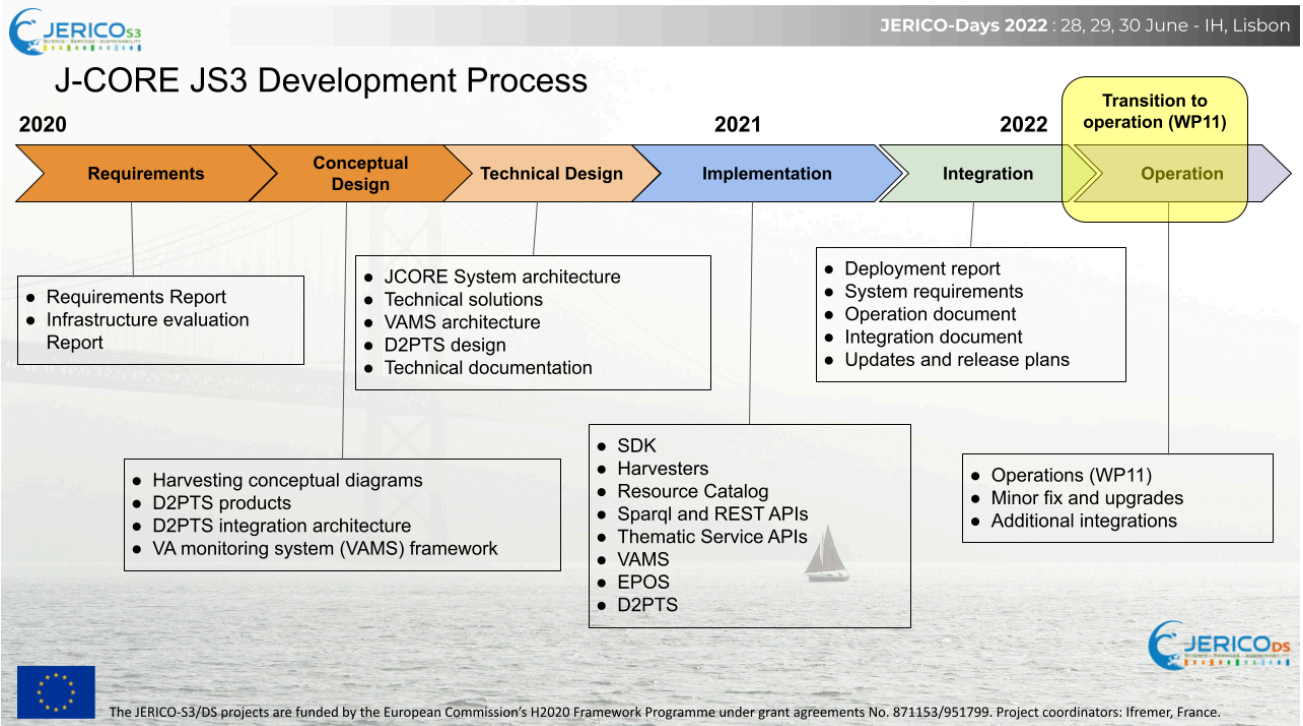 JERICO S3
SCIENCE - SERVICES - SUSTAINABILITY
JERICO-Days 2022 : 28, 29, 30 June - IH, Lisbon
J-CORE JS3 Development Process
Transition to
operation (WP11)
2020
2021
2022
Requirements
Conceptual
Design
Technical Design
Implementation
Integration
Operation
● Requirements Report
● Infrastructure evaluation
Report
● JCORE System architecture
● Technical solutions
● VAMS architecture
● D2PTS design
● Technical documentation
● Deployment report
● System requirements
● Operation document
● Integration document
● Updates and release plans
● Harvesting conceptual diagrams
● D2PTS products
● D2PTS integration architecture
● VA monitoring system (VAMS) framework
● SDK
● Harvesters
● Resource Catalog
● Sparql and REST APIs
● Thematic Service APIs
● VAMS
● EPOS
● D2PTS
● Operations (WP11)
● Minor fix and upgrades
● Additional integrations
JERICO DS
SCIENCE - SERVICES - SUSTAINABILITY
The JERICO-S3/DS projects are funded by the European Commission's H2020 Framework Programme under grant agreements No. 871153/951799. Project coordinators: Ifremer, France.